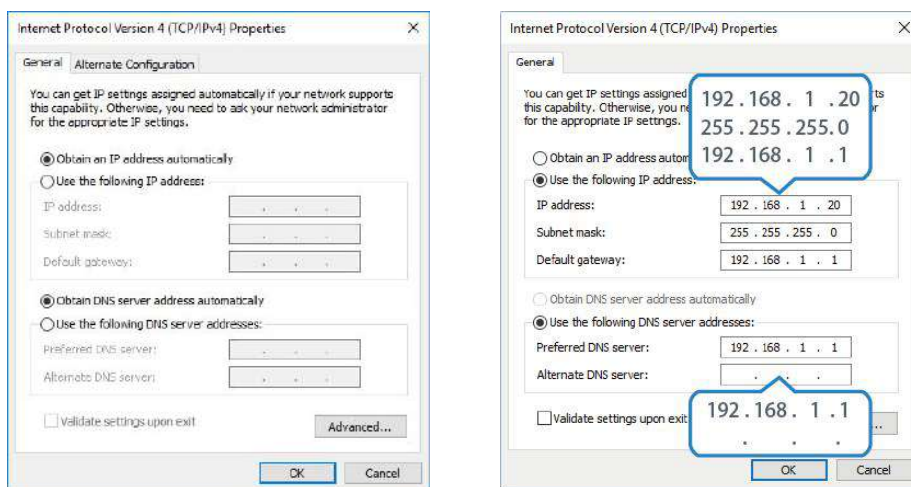 Internet Protocol Version 4 (TCP/IPv4) Properties
General Alternate Configuration
You can get IP settings assigned automatically if your network supports
this capability. Otherwise, you need to ask your network administrator
for the appropriate IP settings.
Obtain an IP address automatically
Use the following IP address:
IP address:
Subnet mask:
Default gateway:
Obtain DNS server address automatically
Use the following DNS server addresses:
Preferred DNS server:
Alternate DNS server:
Validate settings upon exit
Advanced...
OK Cancel
Internet Protocol Version 4 (TCP/IPv4) Properties
General
You can get IP settings assigned
this capability. Otherwise, you
for the appropriate IP settings.
192.168. 1 .20
255.255.255.0
192.168. 1 .1
Obtain an IP address
Use the following IP address:
IP address: 192 . 168 . 1 . 20
Subnet mask: 255 . 255 . 255 . 0
Default gateway: 192 . 168 . 1 . 1
Obtain DNS server address automatically
Use the following DNS server addresses:
Preferred DNS server: 192 . 168 . 1 . 1
Alternate DNS server: . . .
Validate settings upon exit
192.168. 1 .1
. . .
OK Cancel